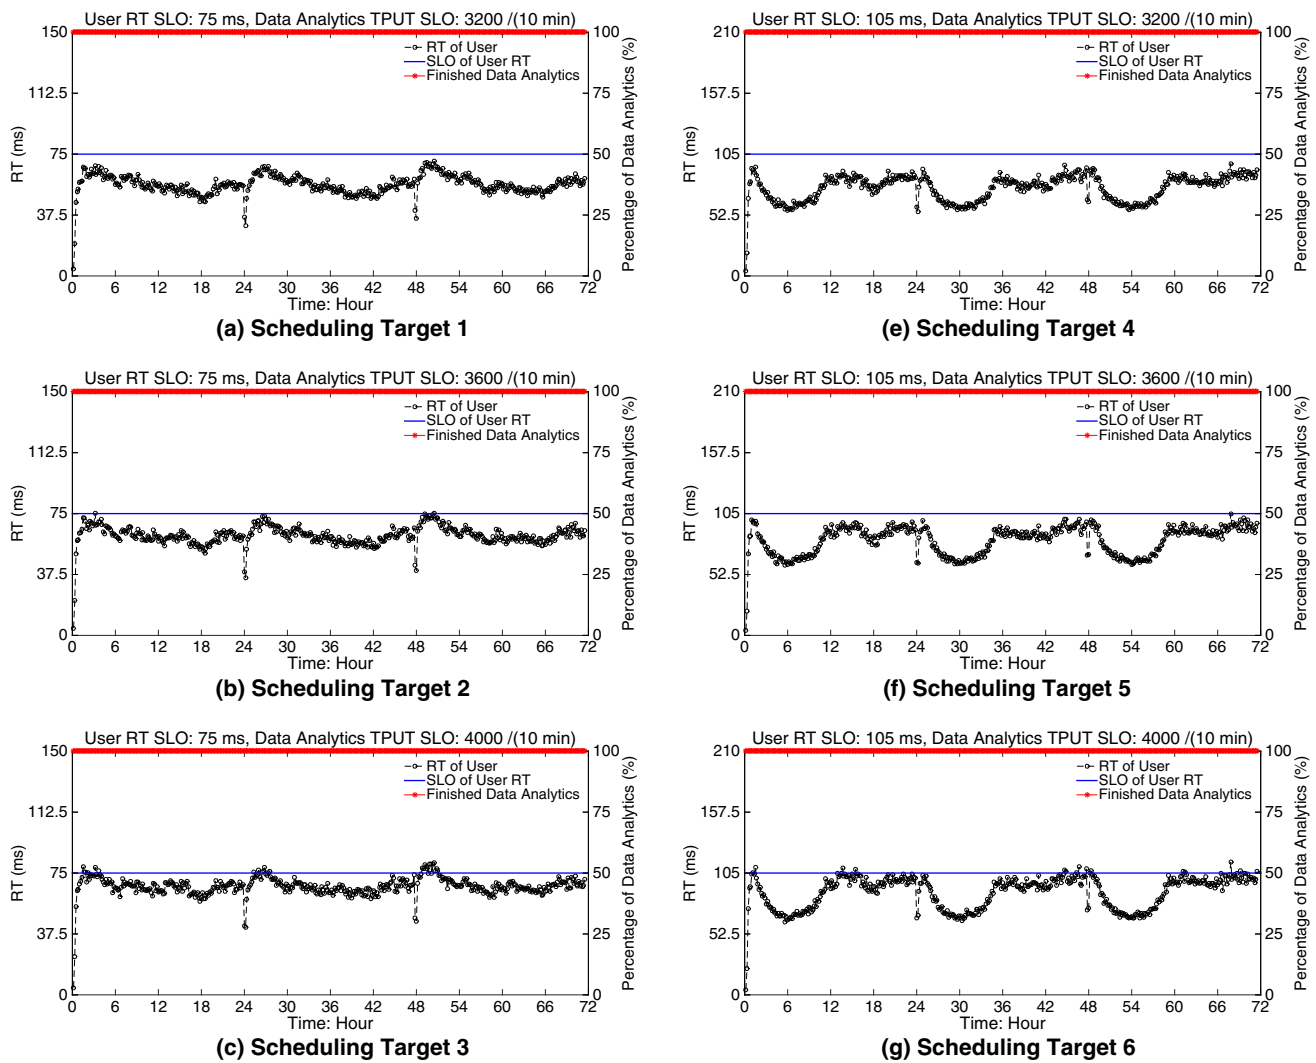 User RT SLO: 75 ms, Data Analytics TPUT SLO: 3200 /(10 min)
150
112.5
75
37.5
0
RT (ms)
100
75
50
25
0
Percentage of Data Analytics (%)
RT of User
SLO of User RT
Finished Data Analytics
0 6 12 18 24 30 36 42 48 54 60 66 72
Time: Hour
(a) Scheduling Target 1
User RT SLO: 105 ms, Data Analytics TPUT SLO: 3200 /(10 min)
210
157.5
105
52.5
0
RT (ms)
100
75
50
25
0
Percentage of Data Analytics (%)
RT of User
SLO of User RT
Finished Data Analytics
0 6 12 18 24 30 36 42 48 54 60 66 72
Time: Hour
(e) Scheduling Target 4
User RT SLO: 75 ms, Data Analytics TPUT SLO: 3600 /(10 min)
150
112.5
75
37.5
0
RT (ms)
100
75
50
25
0
Percentage of Data Analytics (%)
RT of User
SLO of User RT
Finished Data Analytics
0 6 12 18 24 30 36 42 48 54 60 66 72
Time: Hour
(b) Scheduling Target 2
User RT SLO: 105 ms, Data Analytics TPUT SLO: 3600 /(10 min)
210
157.5
105
52.5
0
RT (ms)
100
75
50
25
0
Percentage of Data Analytics (%)
RT of User
SLO of User RT
Finished Data Analytics
0 6 12 18 24 30 36 42 48 54 60 66 72
Time: Hour
(f) Scheduling Target 5
User RT SLO: 75 ms, Data Analytics TPUT SLO: 4000 /(10 min)
150
112.5
75
37.5
0
RT (ms)
100
75
50
25
0
Percentage of Data Analytics (%)
RT of User
SLO of User RT
Finished Data Analytics
0 6 12 18 24 30 36 42 48 54 60 66 72
Time: Hour
(c) Scheduling Target 3
User RT SLO: 105 ms, Data Analytics TPUT SLO: 4000 /(10 min)
210
157.5
105
52.5
0
RT (ms)
100
75
50
25
0
Percentage of Data Analytics (%)
RT of User
SLO of User RT
Finished Data Analytics
0 6 12 18 24 30 36 42 48 54 60 66 72
Time: Hour
(g) Scheduling Target 6